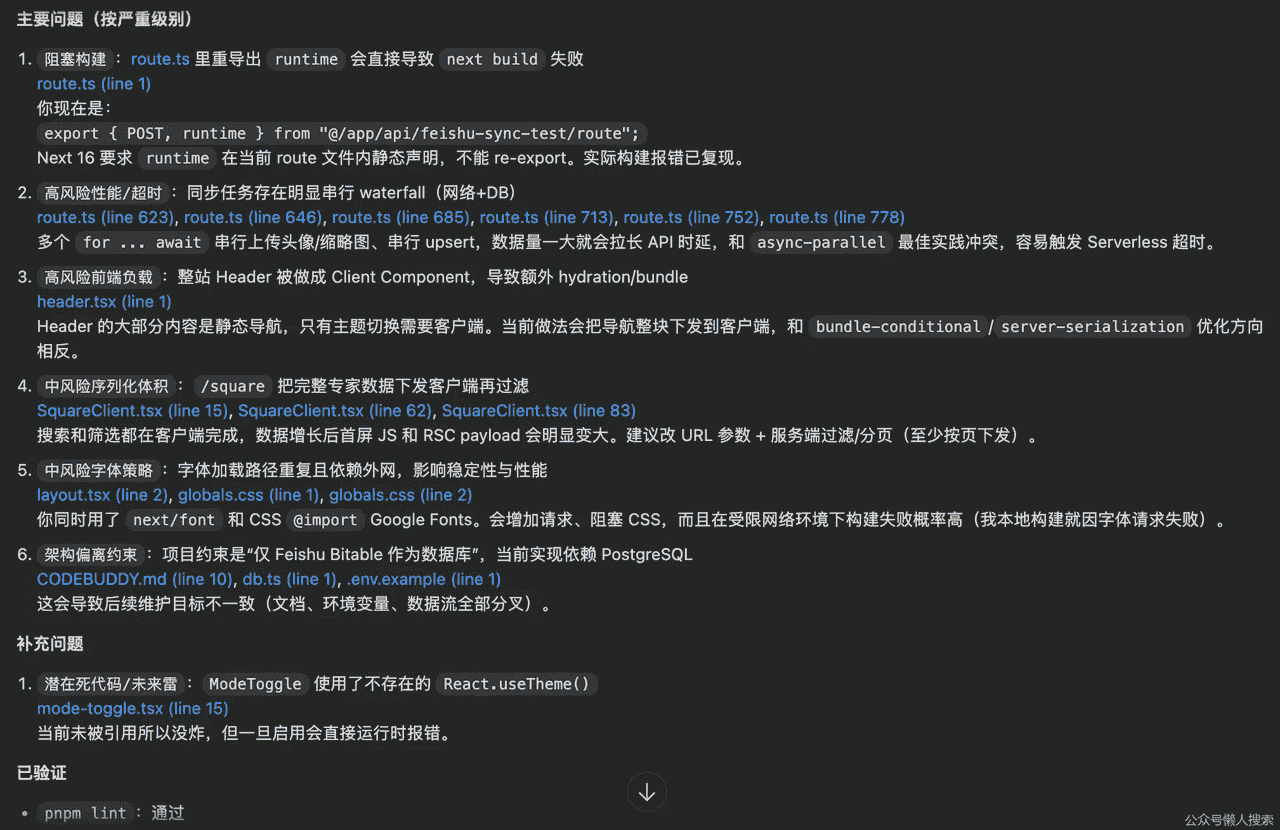 主要问题（按严重级别）
1. 阻塞构建：route.ts 里重导出 runtime 会直接导致 next build 失败
route.ts (line 1)
你现在是：
export { POST, runtime } from "@/app/api/feishu-sync-test/route";
Next 16 要求 runtime 在当前 route 文件内静态声明，不能 re-export。实际构建报错已复现。
2. 高风险性能/超时：同步任务存在明显串行 waterfall（网络+DB）
route.ts (line 623), route.ts (line 646), route.ts (line 685), route.ts (line 713), route.ts (line 752), route.ts (line 778)
多个 for ... await 串行上传头像/缩略图、串行 upsert，数据量一大就会拉长 API 时延，和 async-parallel 最佳实践冲突，容易触发 Serverless 超时。
3. 高风险前端负载：整站 Header 被做成 Client Component，导致额外 hydration/bundle
header.tsx (line 1)
Header 的大部分内容是静态导航，只有主题切换需要客户端。当前做法会把导航整块下发到客户端，和 bundle-conditional / server-serialization 优化方向
相反。
4. 中风险序列化体积：/square 把完整专家数据下发客户端再过滤
SquareClient.tsx (line 15), SquareClient.tsx (line 62), SquareClient.tsx (line 83)
搜索和筛选都在客户端完成，数据增长后首屏 JS 和 RSC payload 会明显变大。建议改 URL 参数 + 服务端过滤/分页（至少按页下发）。
5. 中风险字体策略：字体加载路径重复且依赖外网，影响稳定性与性能
layout.tsx (line 2), globals.css (line 1), globals.css (line 2)
你同时用了 next/font 和 CSS @import Google Fonts。会增加请求、阻塞 CSS，而且在受限网络环境下构建失败概率高（我本地构建就因字体请求失败）。
6. 架构偏离约束：项目约束是“仅 Feishu Bitable 作为数据库”，当前实现依赖 PostgreSQL
CODEBUDDY.md (line 10), db.ts (line 1), .env.example (line 1)
这会导致后续维护目标不一致（文档、环境变量、数据流全部分叉）。
补充问题
1. 潜在死代码/未来雷：ModeToggle 使用了不存在的 React.useTheme()
mode-toggle.tsx (line 15)
当前未被引用所以没炸，但一旦启用会直接运行时报错。
已验证
• pnpm lint：通过
公众号懒人搜索